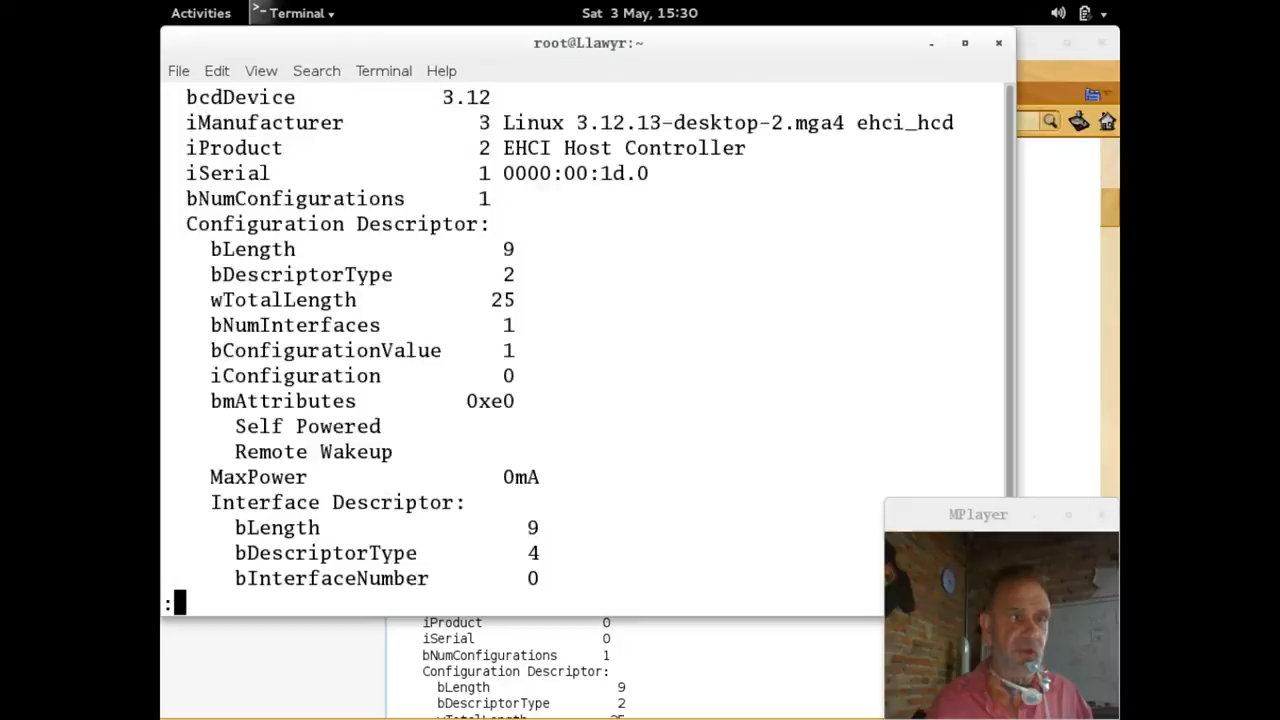 Activities Terminal Sat 3 May, 15:30
root@Llawyr:~
File Edit View Search Terminal Help
bcdDevice 3.12
iManufacturer 3 Linux 3.12.13-desktop-2.mga4 ehci_hcd
iProduct 2 EHCI Host Controller
iSerial 1 0000:00:1d.0
bNumConfigurations 1
Configuration Descriptor:
bLength 9
bDescriptorType 2
wTotalLength 25
bNumInterfaces 1
bConfigurationValue 1
iConfiguration 0
bmAttributes 0xe0
Self Powered
Remote Wakeup
MaxPower 0mA
Interface Descriptor:
bLength 9
bDescriptorType 4
bInterfaceNumber 0
:
MPlayer
iProduct 0
iSerial 0
bNumConfigurations 1
Configuration Descriptor:
bLength 9
bDescriptorType 2